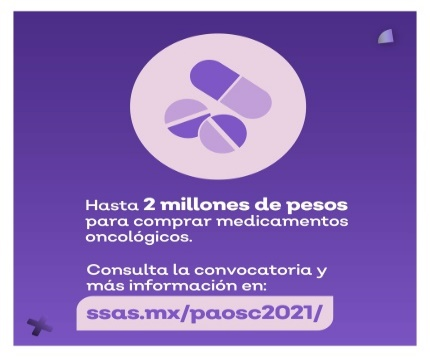 Hasta 2 millones de pesos
para comprar medicamentos
oncológicos.
Consulta la convocatoria y
más información en:
ssas.mx/paosc2021/